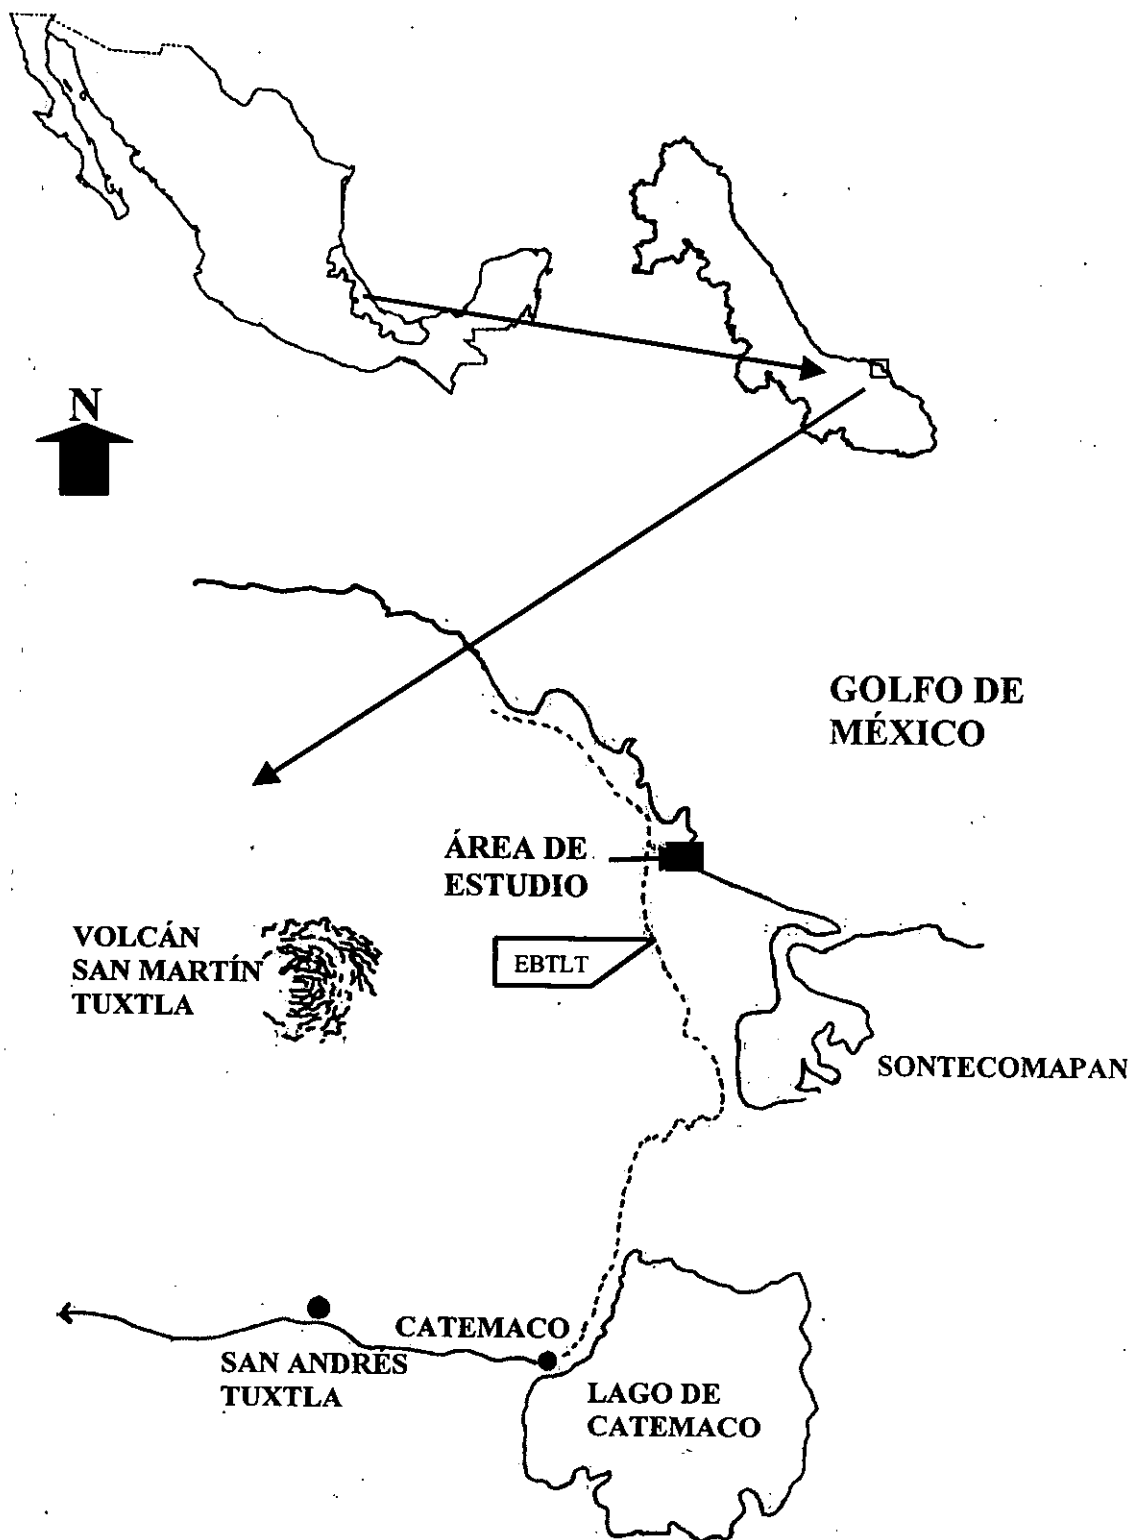 N
GOLFO DE
MÉXICO
ÁREA DE
ESTUDIO
VOLCÁN
SAN MARTÍN
TUXTLA
EBTLT
SONTECOMAPAN
CATEMACO
SAN ANDRÉS
TUXTLA
LAGO DE
CATEMACO